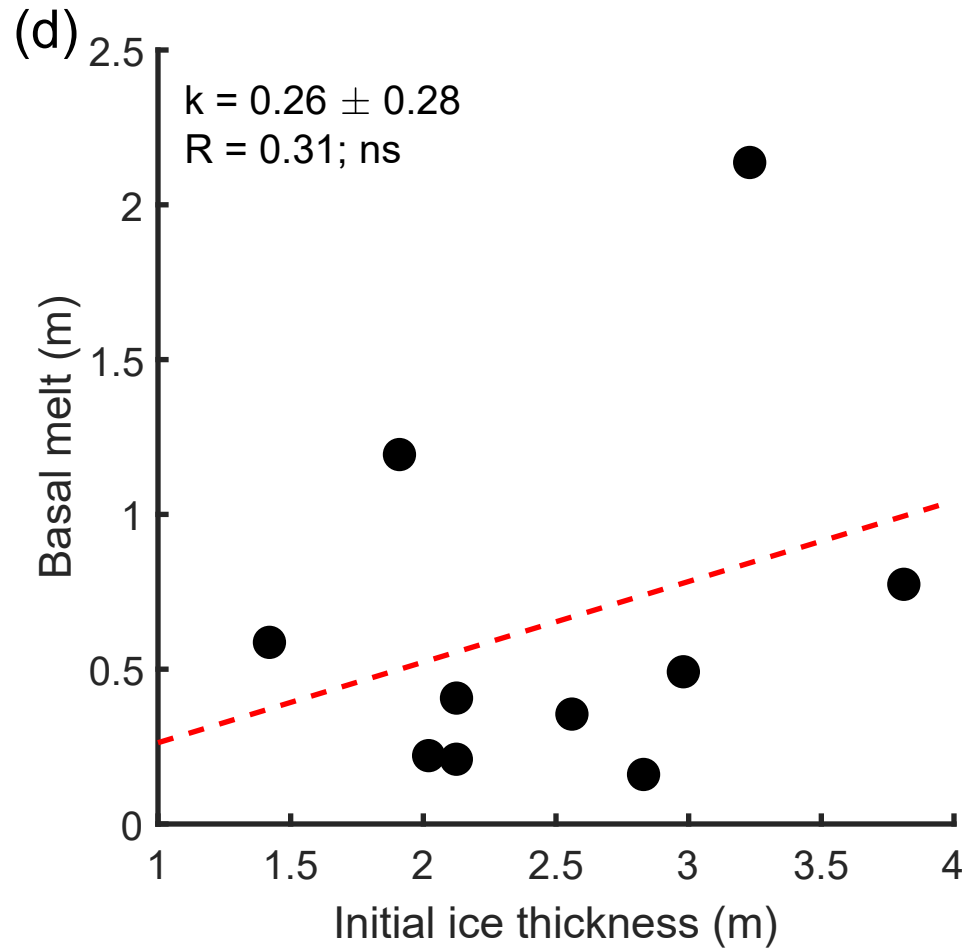 (d)
k = 0.26 ± 0.28
R = 0.31; ns
2.5
2
1.5
1
0.5
0
Basal melt (m)
1 1.5 2 2.5 3 3.5 4
Initial ice thickness (m)